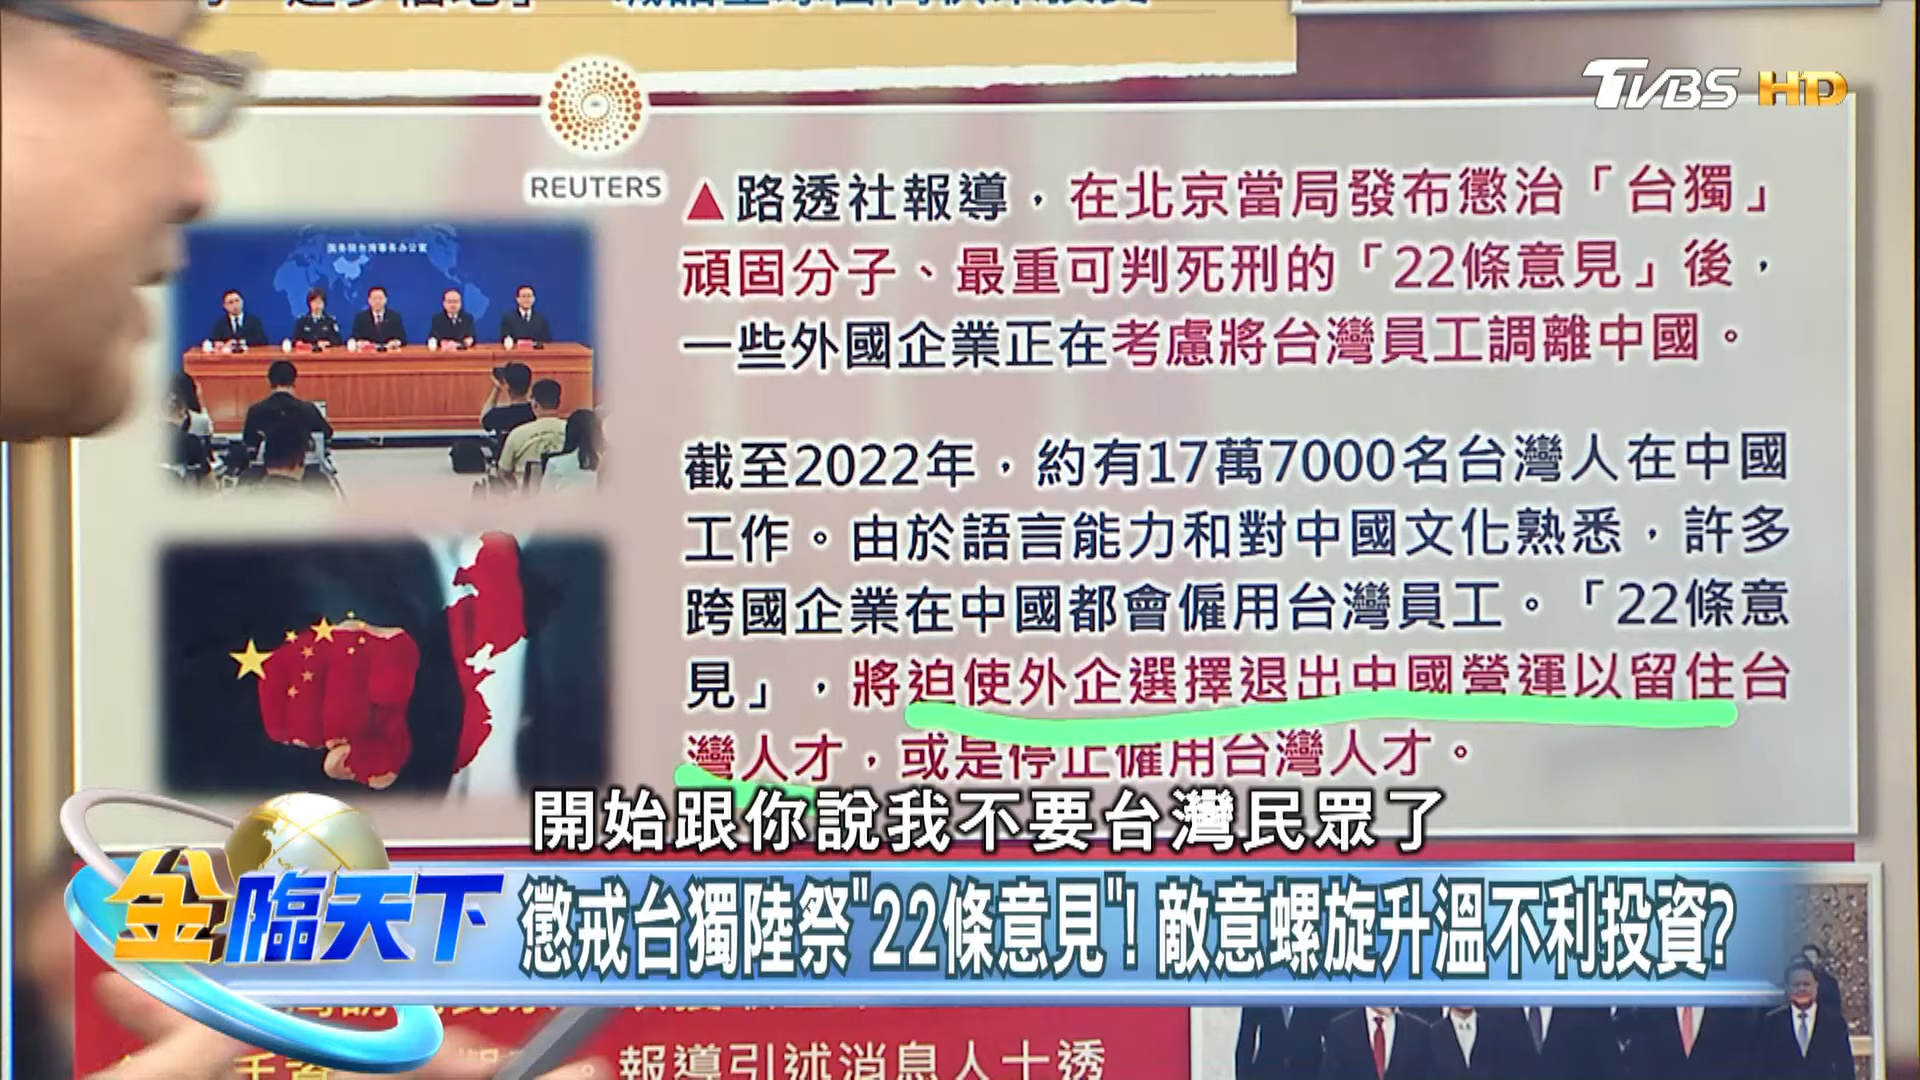 TVBS HD
REUTERS
国务院台湾事务办公室
▲路透社報導，在北京當局發布懲治「台獨」
頑固分子、最重可判死刑的「22條意見」後，
一些外國企業正在考慮將台灣員工調離中國。
截至2022年，約有17萬7000名台灣人在中國
工作。由於語言能力和對中國文化熟悉，許多
跨國企業在中國都會僱用台灣員工。「22條意
見」，將迫使外企選擇退出中國營運以留住台
灣人才，或是停止僱用台灣人才。
開始跟你說我不要台灣民眾了
金臨天下
懲戒台獨陸祭"22條意見"! 敵意螺旋升溫不利投資?
報導引述消息人士透